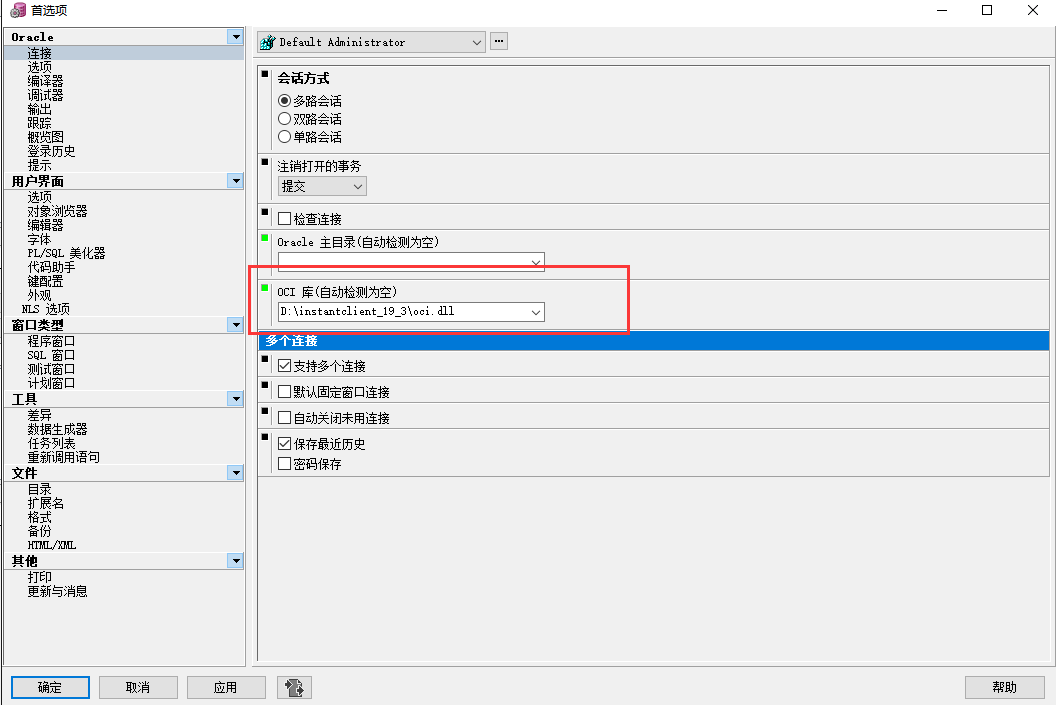 首选项
Oracle
连接
选项
编译器
调试器
输出
跟踪
概览图
登录历史
提示
用户界面
选项
对象浏览器
编辑器
字体
PL/SQL 美化器
代码助手
键配置
外观
NLS 选项
窗口类型
程序窗口
SQL 窗口
测试窗口
计划窗口
工具
差异
数据生成器
任务列表
重新调用语句
文件
目录
扩展名
格式
备份
HTML/XML
其他
打印
更新与消息
Default Administrator
会话方式
多路会话
双路会话
单路会话
注销打开的事务
提交
检查连接
Oracle 主目录(自动检测为空)
OCI 库(自动检测为空)
D:\instantclient_19_3\oci.dll
多个连接
支持多个连接
默认固定窗口连接
自动关闭未用连接
保存最近历史
密码保存
确定
取消
应用
帮助